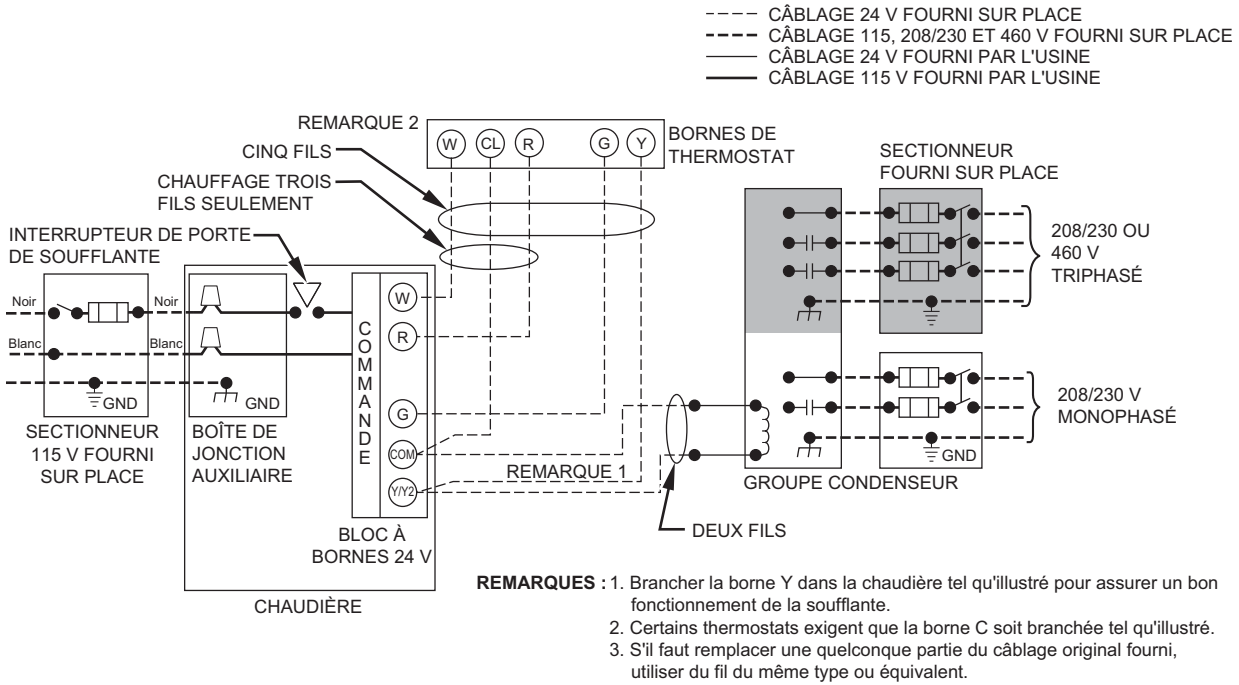 CÂBLAGE 24 V FOURNI SUR PLACE
CÂBLAGE 115, 208/230 ET 460 V FOURNI SUR PLACE
CÂBLAGE 24 V FOURNI PAR L'USINE
CÂBLAGE 115 V FOURNI PAR L'USINE
REMARQUE 2
W CL R G Y
BORNES DE
THERMOSTAT
CINQ FILS
CHAUFFAGE TROIS
FILS SEULEMENT
SECTIONNEUR
FOURNI SUR PLACE
INTERRUPTEUR DE PORTE
DE SOUFFLANTE
208/230 OU
460 V
TRIPHASÉ
Noir
Noir
Blanc
Blanc
GND
GND
COMMANDE
W
R
G
COM
Y/Y2
SECTIONNEUR
115 V FOURNI
SUR PLACE
BOÎTE DE
JONCTION
AUXILIAIRE
REMARQUE 1
208/230 V
MONOPHASÉ
GND
GROUPE CONDENSEUR
DEUX FILS
BLOC À
BORNES 24 V
CHAUDIÈRE
REMARQUES : 1. Brancher la borne Y dans la chaudière tel qu'illustré pour assurer un bon
fonctionnement de la soufflante.
2. Certains thermostats exigent que la borne C soit branchée tel qu'illustré.
3. S'il faut remplacer une quelconque partie du câblage original fourni,
utiliser du fil du même type ou équivalent.